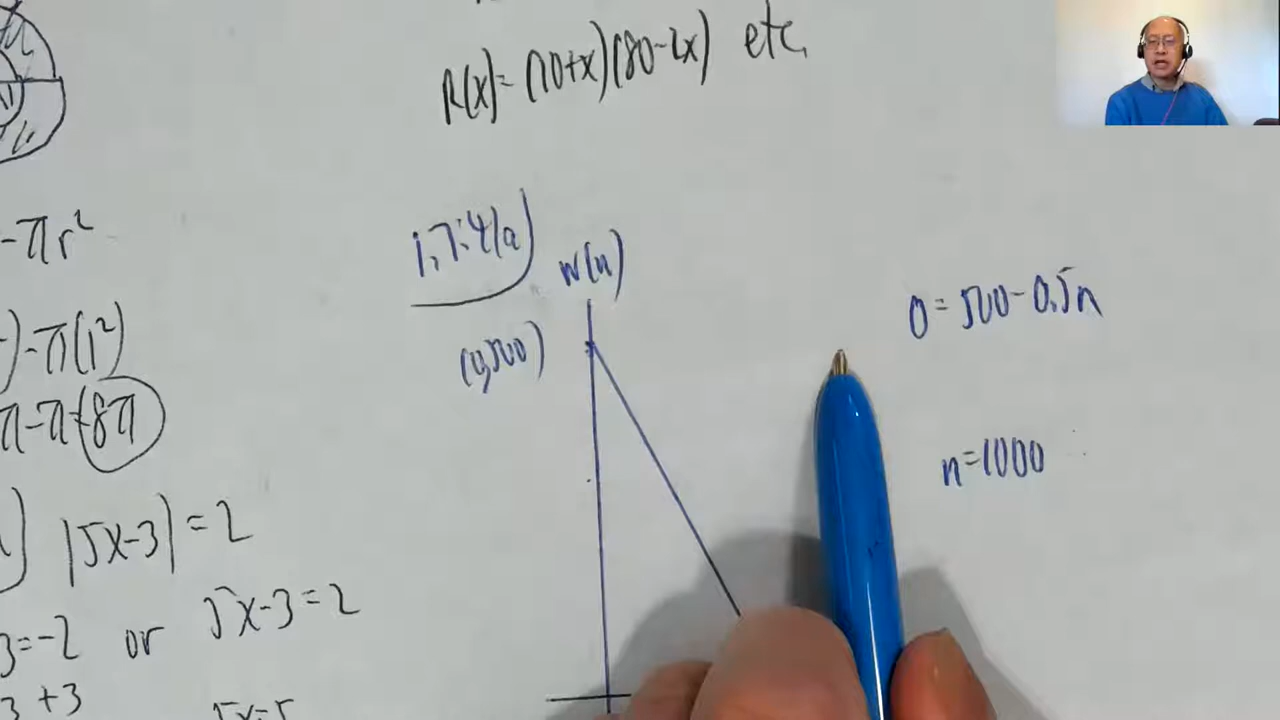 R(x)=(10+x)(80-2x) etc.
1.7:4(a)
W(n)
(0,500)
0=500-0.5n
n=1000
-πr²
)-π(1²)
π-π=8π
) |5x-3|=2
3=-2 or 5x-3=2
3 +3
5x=5